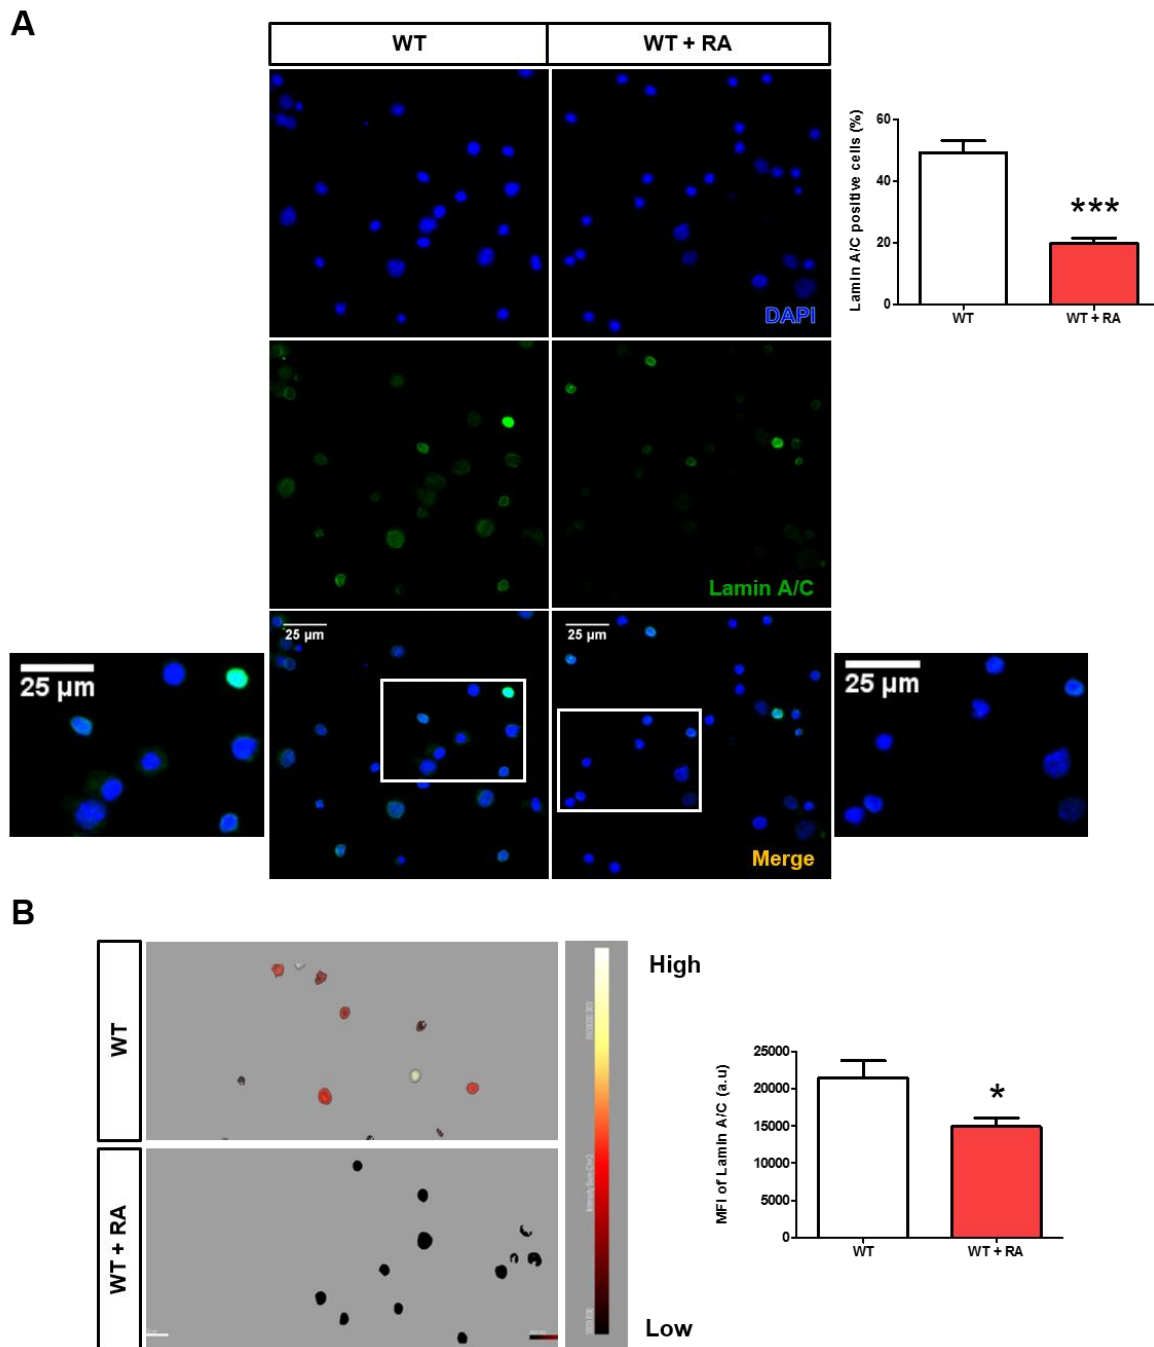 A
WT
WT + RA
DAPI
Lamin A/C
25 µm
25 µm
Merge
25 µm
25 µm
Lamin A/C positive cells (%)
60
40
20
0
WT
WT + RA
***
B
WT
WT + RA
High
Low
MFI of Lamin A/C (a.u)
25000
20000
15000
10000
5000
0
WT
WT + RA
*